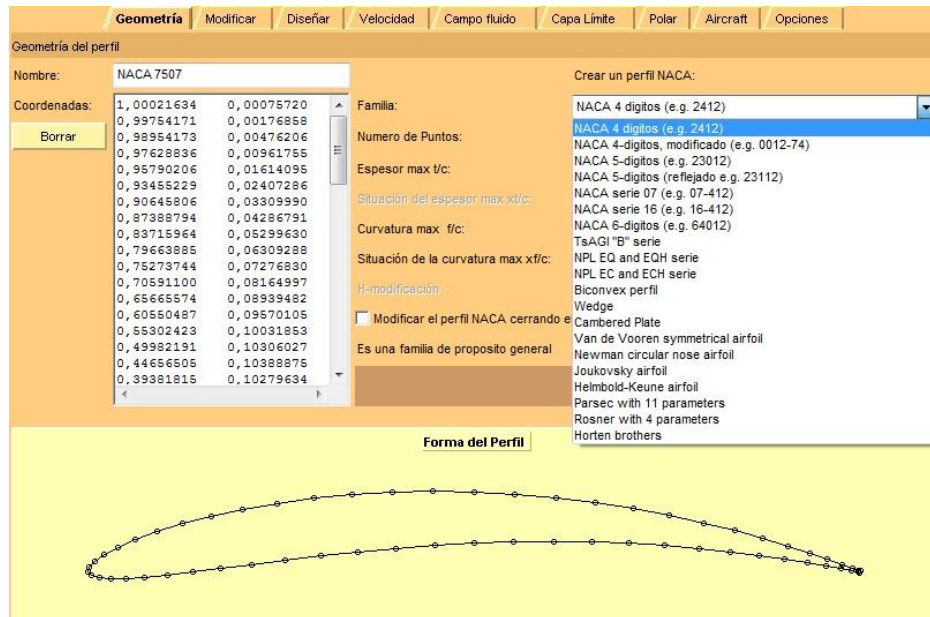 Geometría Modificar Diseñar Velocidad Campo fluido Capa Límite Polar Aircraft Opciones
Geometría del perfil
Nombre: NACA 7507 Crear un perfil NACA:
Coordenadas:
Borrar
1,00021634 0,00075720
0,99754171 0,00176858
0,98954173 0,00476206
0,97628836 0,00961755
0,95790206 0,01614095
0,93455229 0,02407286
0,90645806 0,03309990
0,87388794 0,04286791
0,83715964 0,05299630
0,79663885 0,06309288
0,75273744 0,07276830
0,70591100 0,08164997
0,65665574 0,08939482
0,60550487 0,09570105
0,55302423 0,10031853
0,49982191 0,10306027
0,44656505 0,10388875
0,39381815 0,10279634
Familia:
Numero de Puntos:
Espesor max t/c:
Situación del espesor max xt/c:
Curvatura max f/c:
Situación de la curvatura max xf/c:
H-modificación :
Modificar el perfil NACA cerrando e
Es una familia de proposito general
NACA 4 digitos (e.g. 2412)
NACA 4 digitos (e.g. 2412)
NACA 4-digitos, modificado (e.g. 0012-74)
NACA 5-digitos (e.g. 23012)
NACA 5-digitos (reflejado e.g. 23112)
NACA serie 07 (e.g. 07-412)
NACA serie 16 (e.g. 16-412)
NACA 6-digitos (e.g. 64012)
TsAGI "B" serie
NPL EQ and EQH serie
NPL EC and ECH serie
Biconvex perfil
Wedge
Cambered Plate
Van de Vooren symmetrical airfoil
Newman circular nose airfoil
Joukovsky airfoil
Helmbold-Keune airfoil
Parsec with 11 parameters
Rosner with 4 parameters
Horten brothers
Forma del Perfil